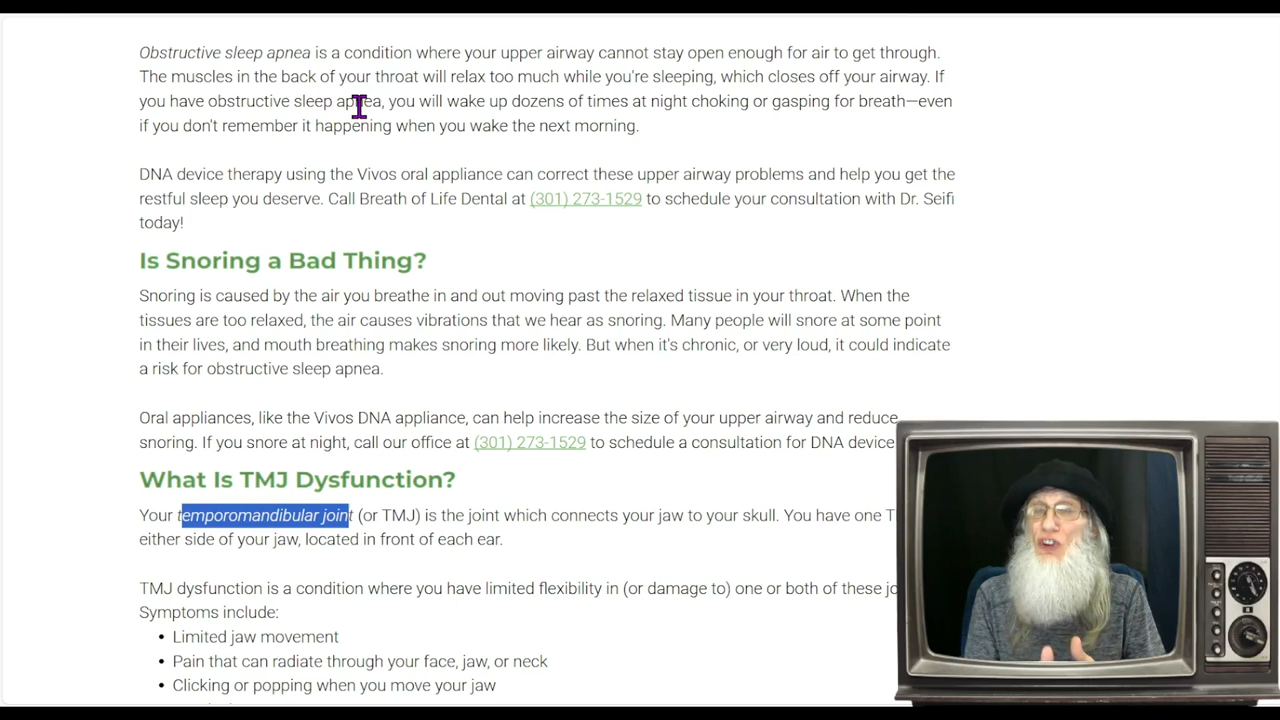 Obstructive sleep apnea is a condition where your upper airway cannot stay open enough for air to get through.
The muscles in the back of your throat will relax too much while you're sleeping, which closes off your airway. If
you have obstructive sleep apnea, you will wake up dozens of times at night choking or gasping for breath—even
if you don't remember it happening when you wake the next morning.
DNA device therapy using the Vivos oral appliance can correct these upper airway problems and help you get the
restful sleep you deserve. Call Breath of Life Dental at (301) 273-1529 to schedule your consultation with Dr. Seifi
today!
Is Snoring a Bad Thing?
Snoring is caused by the air you breathe in and out moving past the relaxed tissue in your throat. When the
tissues are too relaxed, the air causes vibrations that we hear as snoring. Many people will snore at some point
in their lives, and mouth breathing makes snoring more likely. But when it's chronic, or very loud, it could indicate
a risk for obstructive sleep apnea.
Oral appliances, like the Vivos DNA appliance, can help increase the size of your upper airway and reduce
snoring. If you snore at night, call our office at (301) 273-1529 to schedule a consultation for DNA device
What Is TMJ Dysfunction?
Your temporomandibular joint (or TMJ) is the joint which connects your jaw to your skull. You have one T
either side of your jaw, located in front of each ear.
TMJ dysfunction is a condition where you have limited flexibility in (or damage to) one or both of these jo
Symptoms include:
• Limited jaw movement
• Pain that can radiate through your face, jaw, or neck
• Clicking or popping when you move your jaw